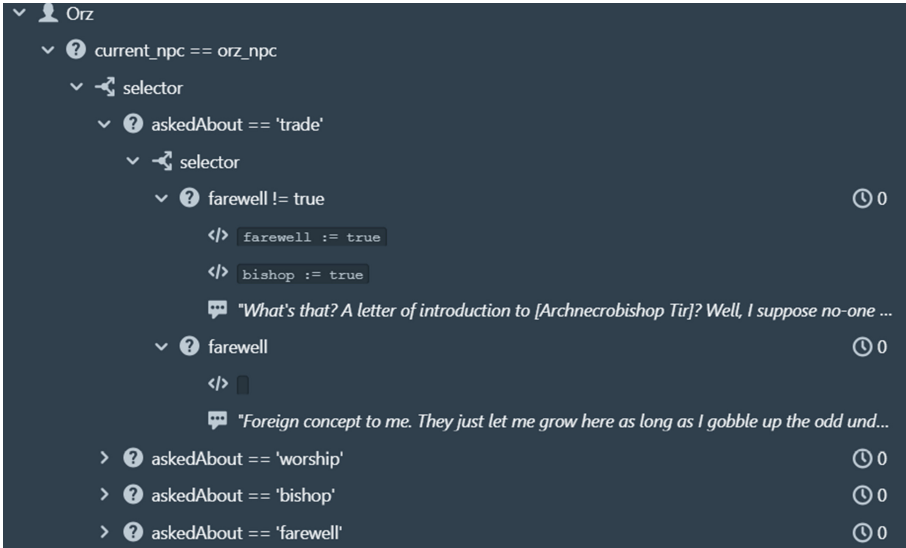 Orz
current_npc == orz_npc
selector
askedAbout == 'trade'
selector
farewell != true 0
farewell := true
bishop := true
"What's that? A letter of introduction to [Archnecrobishop Tir]? Well, I suppose no-one ...
farewell 0
"Foreign concept to me. They just let me grow here as long as I gobble up the odd und...
askedAbout == 'worship' 0
askedAbout == 'bishop' 0
askedAbout == 'farewell' 0